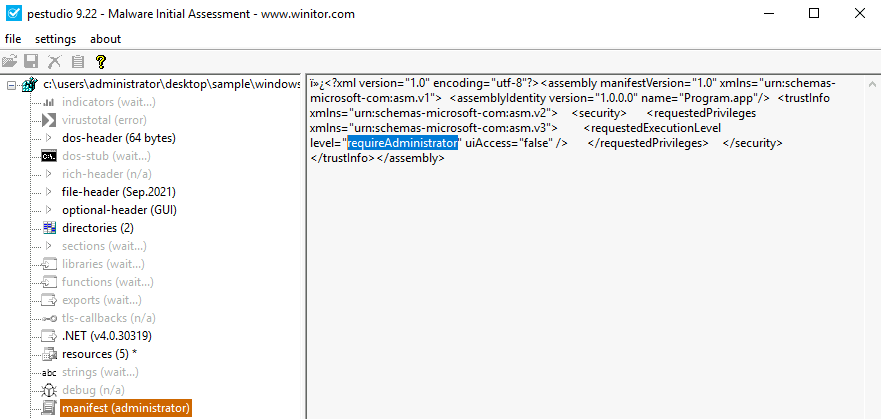 pestudio 9.22 - Malware Initial Assessment - www.winitor.com
file settings about
c:\users\administrator\desktop\sample\windows
indicators (wait...)
virustotal (error)
dos-header (64 bytes)
dos-stub (wait...)
rich-header (n/a)
file-header (Sep.2021)
optional-header (GUI)
directories (2)
sections (wait...)
libraries (wait...)
functions (wait...)
exports (wait...)
tls-callbacks (n/a)
.NET (v4.0.30319)
resources (5) *
abc strings (wait...)
debug (n/a)
manifest (administrator)
ï»¿<?xml version="1.0" encoding="utf-8"?><assembly manifestVersion="1.0" xmlns="urn:schemas-
microsoft-com:asm.v1"> <assemblyIdentity version="1.0.0.0" name="Program.app"/> <trustInfo
xmlns="urn:schemas-microsoft-com:asm.v2"> <security> <requestedPrivileges
xmlns="urn:schemas-microsoft-com:asm.v3"> <requestedExecutionLevel
level="requireAdministrator" uiAccess="false" /> </requestedPrivileges> </security>
</trustInfo></assembly>